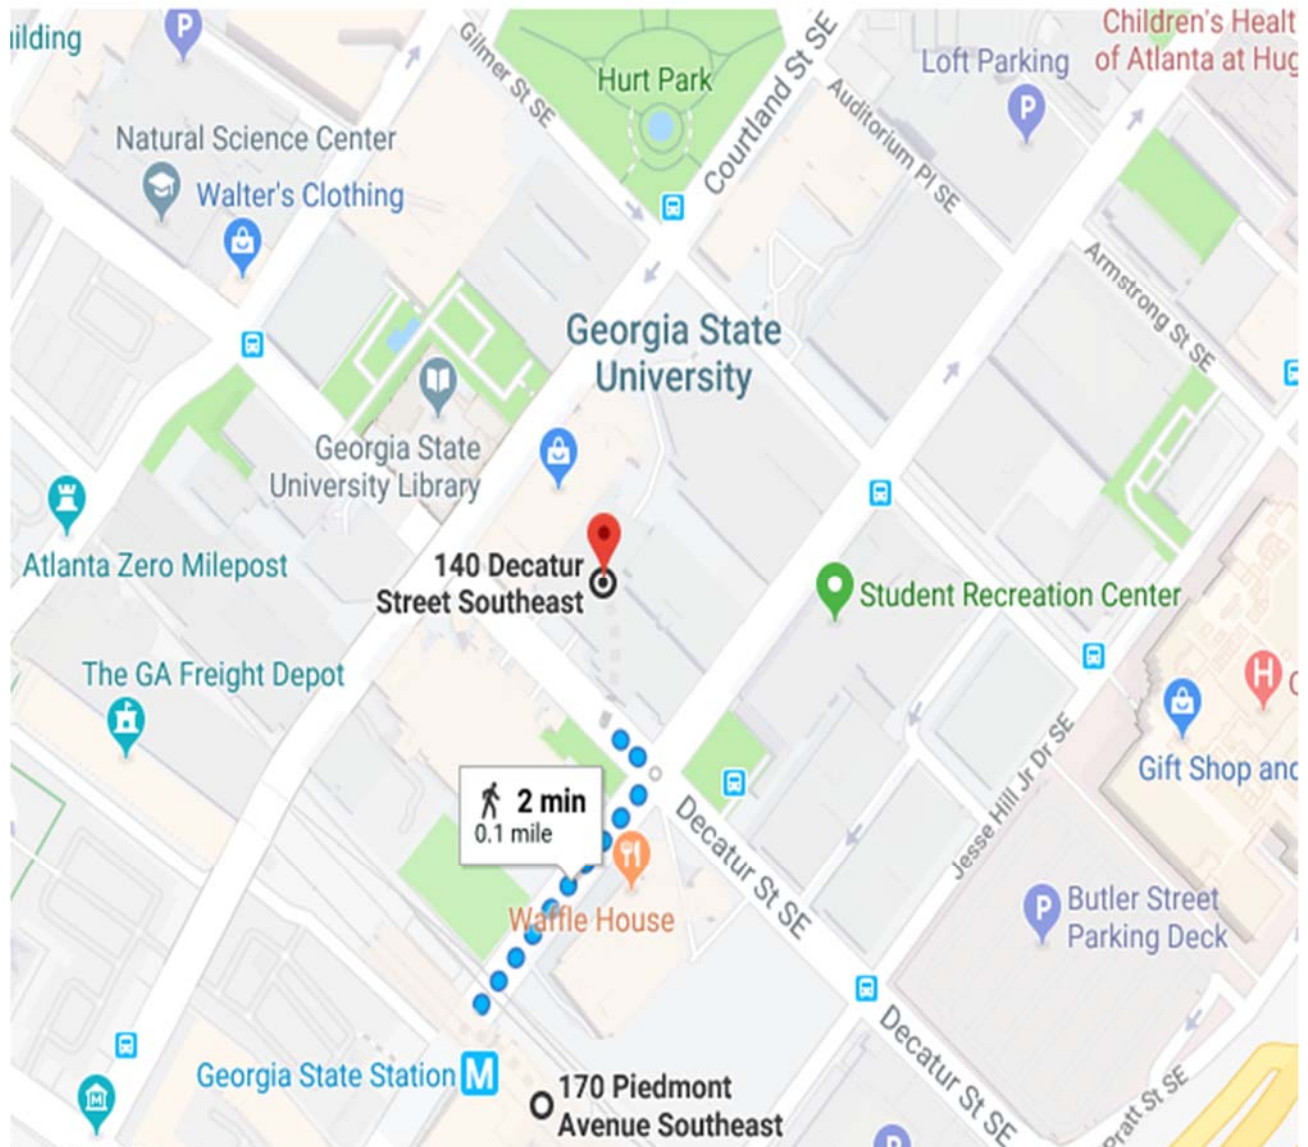 ilding
P
Gilmer St SE
Hurt Park
Courtland St SE
Loft Parking
P
Children's Healt
of Atlanta at Hug
Auditorium Pl SE
Natural Science Center
Walter's Clothing
Armstrong St SE
Georgia State
University
Georgia State
University Library
Atlanta Zero Milepost
140 Decatur
Street Southeast
Student Recreation Center
The GA Freight Depot
H
C
Gift Shop and
Jesse Hill Jr Dr SE
2 min
0.1 mile
Decatur St SE
Waffle House
P
Butler Street
Parking Deck
Decatur St SE
Georgia State Station
M
170 Piedmont
Avenue Southeast
Pratt St SE
M
P